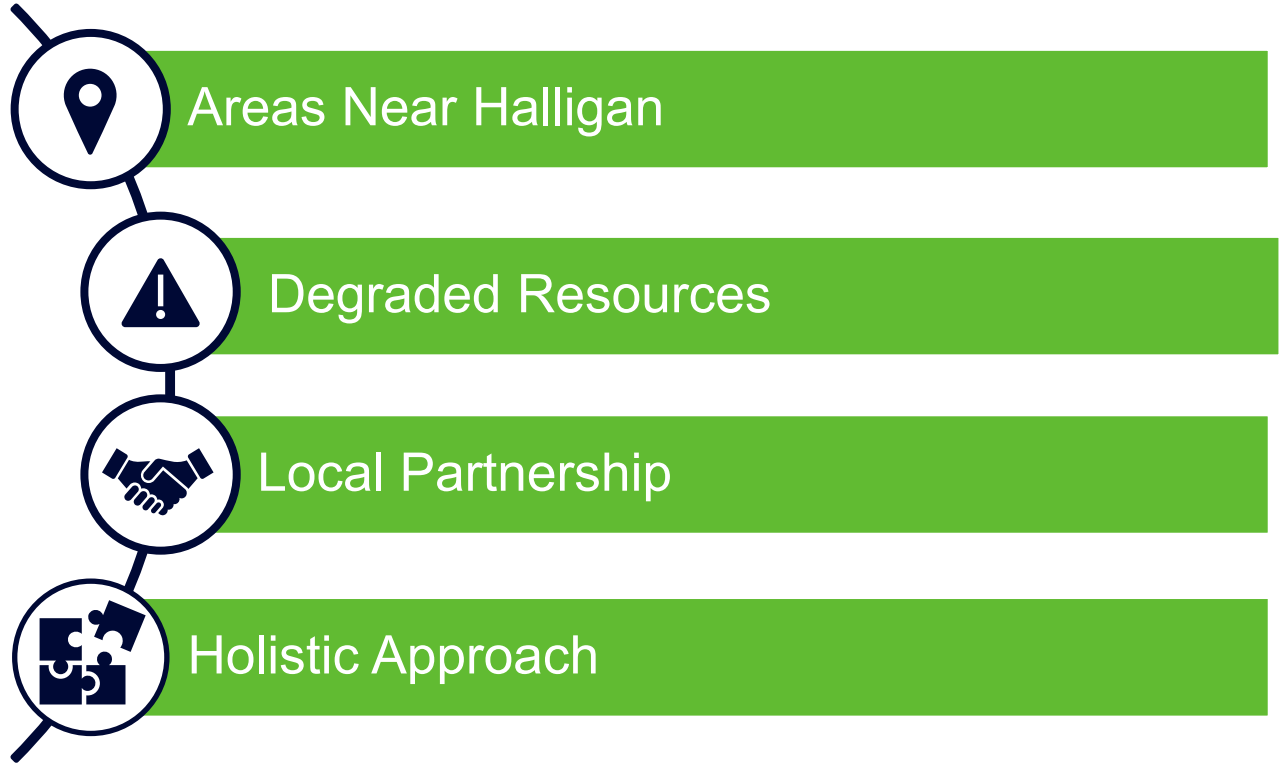 Areas Near Halligan
Degraded Resources
Local Partnership
Holistic Approach